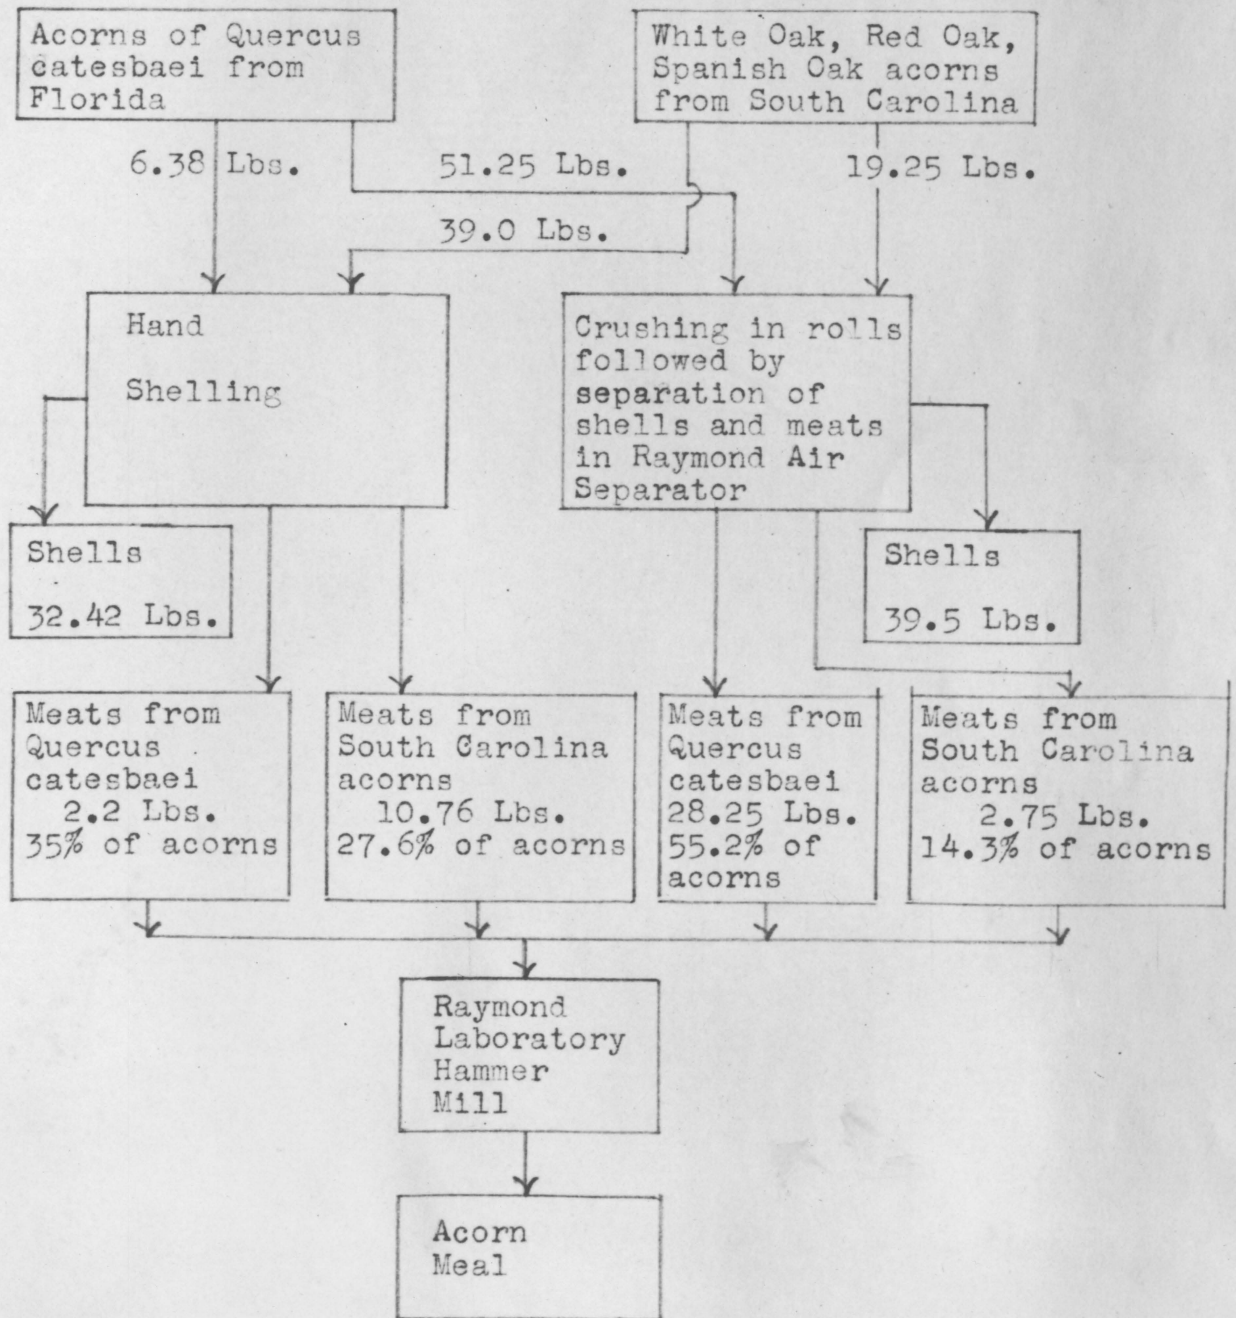 Acorns of Quercus
catesbaei from
Florida
White Oak, Red Oak,
Spanish Oak acorns
from South Carolina
6.38 Lbs.
51.25 Lbs.
19.25 Lbs.
39.0 Lbs.
Hand
Shelling
Crushing in rolls
followed by
separation of
shells and meats
in Raymond Air
Separator
Shells
32.42 Lbs.
Shells
39.5 Lbs.
Meats from
Quercus
catesbaei
2.2 Lbs.
35% of acorns
Meats from
South Carolina
acorns
10.76 Lbs.
27.6% of acorns
Meats from
Quercus
catesbaei
28.25 Lbs.
55.2% of
acorns
Meats from
South Carolina
acorns
2.75 Lbs.
14.3% of acorns
Raymond
Laboratory
Hammer
Mill
Acorn
Meal